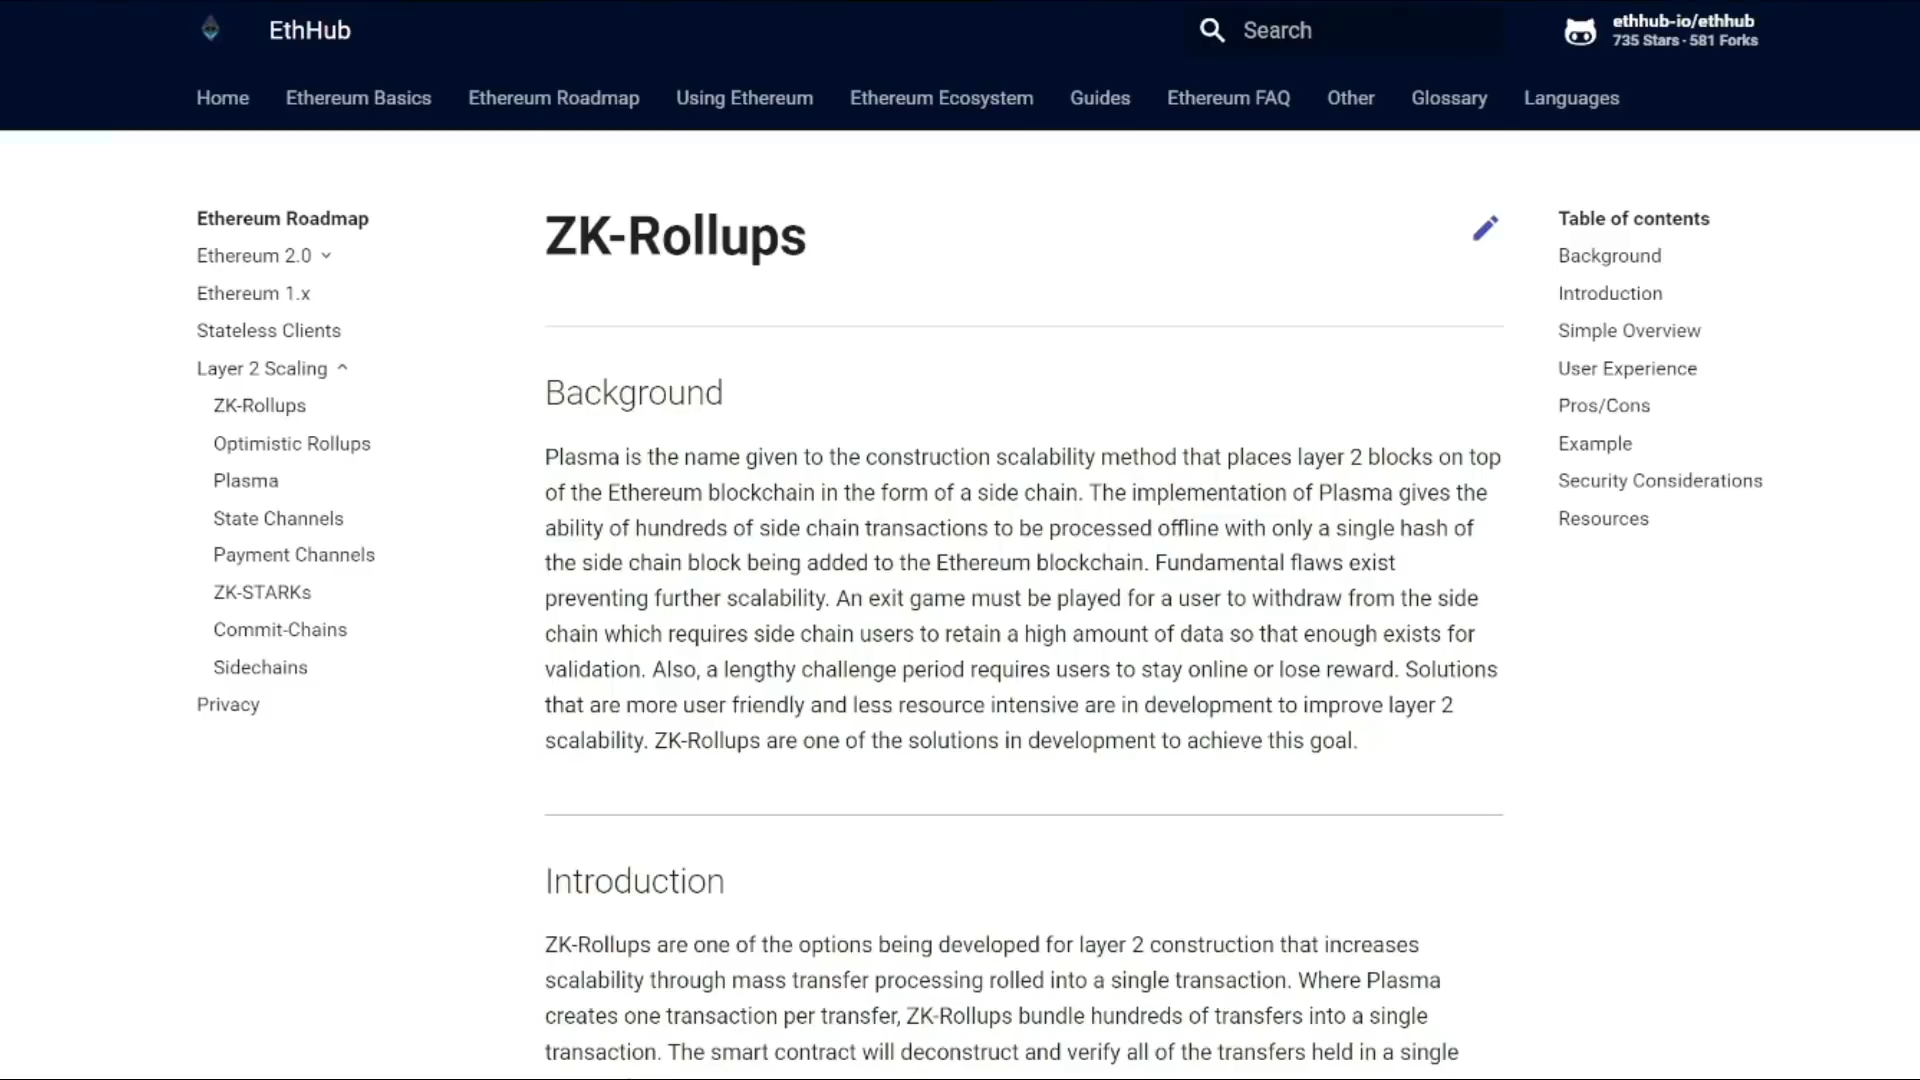 EthHub
Search
ethhub-io/ethhub
735 Stars · 581 Forks
Home Ethereum Basics Ethereum Roadmap Using Ethereum Ethereum Ecosystem Guides Ethereum FAQ Other Glossary Languages
Ethereum Roadmap
Ethereum 2.0
Ethereum 1.x
Stateless Clients
Layer 2 Scaling
ZK-Rollups
Optimistic Rollups
Plasma
State Channels
Payment Channels
ZK-STARKs
Commit-Chains
Sidechains
Privacy
ZK-Rollups
Background
Plasma is the name given to the construction scalability method that places layer 2 blocks on top
of the Ethereum blockchain in the form of a side chain. The implementation of Plasma gives the
ability of hundreds of side chain transactions to be processed offline with only a single hash of
the side chain block being added to the Ethereum blockchain. Fundamental flaws exist
preventing further scalability. An exit game must be played for a user to withdraw from the side
chain which requires side chain users to retain a high amount of data so that enough exists for
validation. Also, a lengthy challenge period requires users to stay online or lose reward. Solutions
that are more user friendly and less resource intensive are in development to improve layer 2
scalability. ZK-Rollups are one of the solutions in development to achieve this goal.
Introduction
ZK-Rollups are one of the options being developed for layer 2 construction that increases
scalability through mass transfer processing rolled into a single transaction. Where Plasma
creates one transaction per transfer, ZK-Rollups bundle hundreds of transfers into a single
transaction. The smart contract will deconstruct and verify all of the transfers held in a single
Table of contents
Background
Introduction
Simple Overview
User Experience
Pros/Cons
Example
Security Considerations
Resources